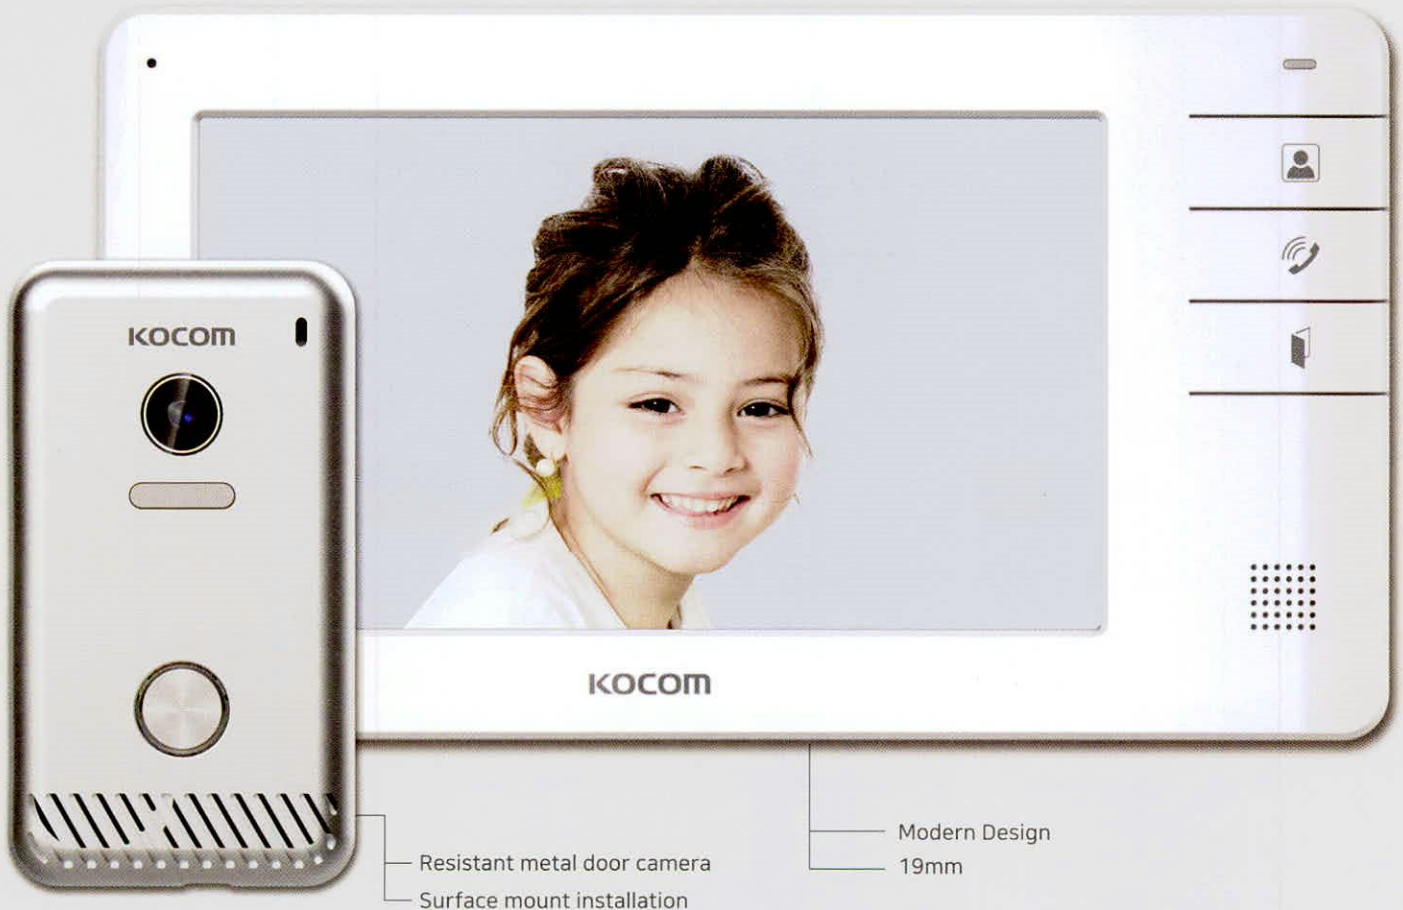 KOCOM
KOCOM
Resistant metal door camera
Surface mount installation
Modern Design
19mm